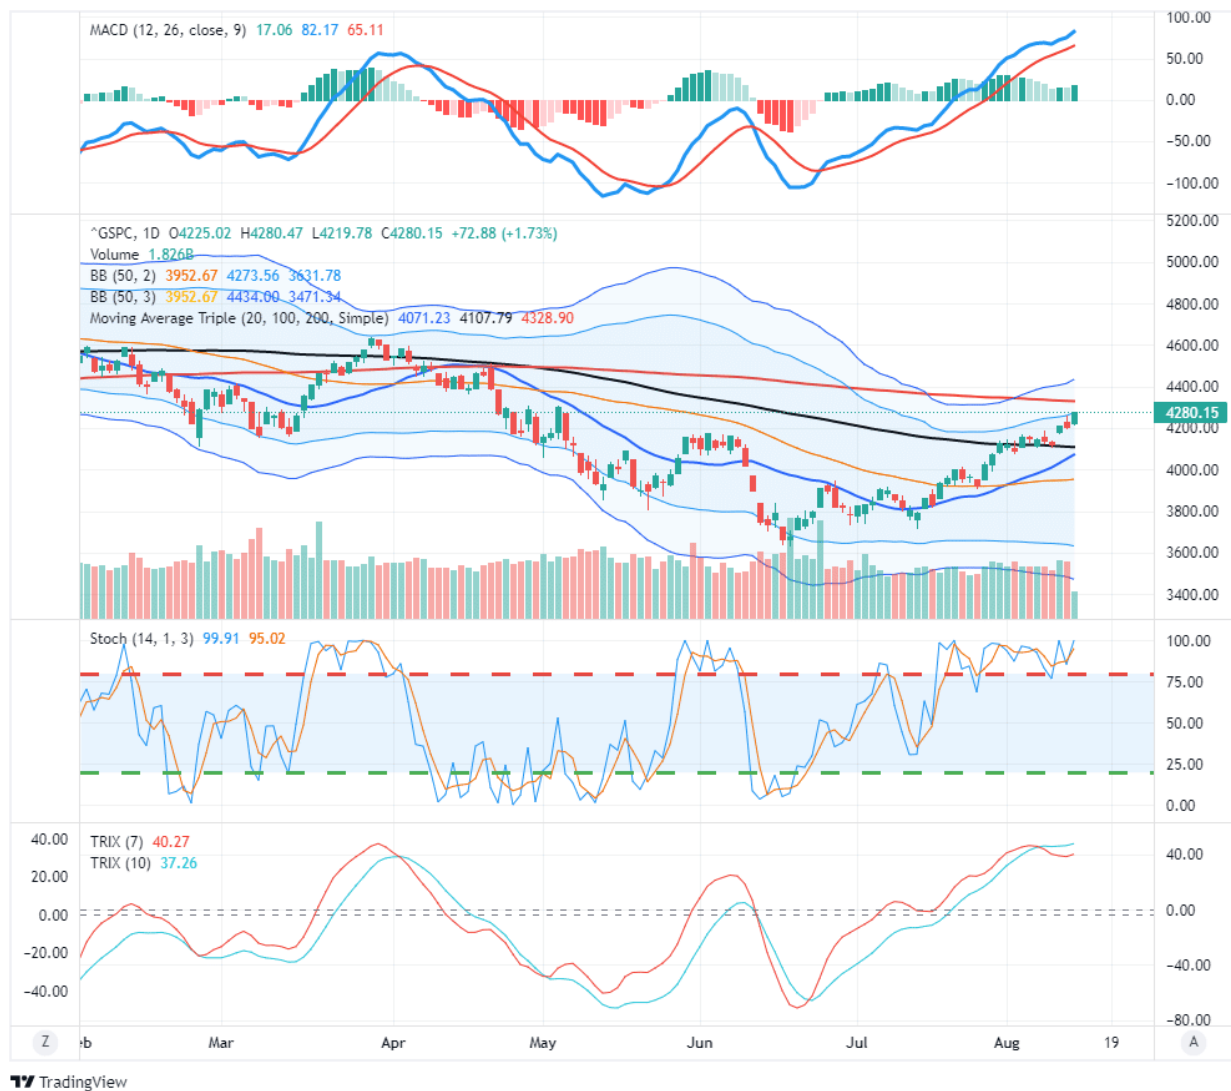 MACD (12, 26, close, 9) 17.06 82.17 65.11
100.00
50.00
0.00
−50.00
−100.00
^GSPC, 1D O4225.02 H4280.47 L4219.78 C4280.15 +72.88 (+1.73%)
Volume 1.826B
BB (50, 2) 3952.67 4273.56 3631.78
BB (50, 3) 3952.67 4434.00 3471.34
Moving Average Triple (20, 100, 200, Simple) 4071.23 4107.79 4328.90
5200.00
5000.00
4800.00
4600.00
4400.00
4280.15
4200.00
4000.00
3800.00
3600.00
3400.00
Stoch (14, 1, 3) 99.91 95.02
100.00
75.00
50.00
25.00
0.00
TRIX (7) 40.27
TRIX (10) 37.26
40.00
20.00
0.00
−20.00
−40.00
40.00
0.00
−40.00
−80.00
Z eb Mar Apr May Jun Jul Aug 19 A
TradingView